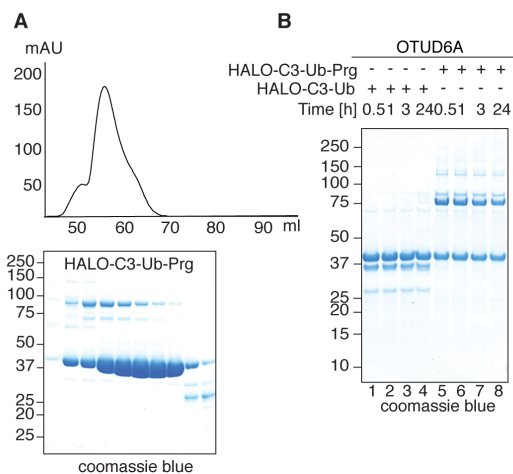 A
mAU
200
150
100
50
50 60 70 80 90 ml
HALO-C3-Ub-Prg
250
150
100
75
50
37
25
20
25
coomassie blue
B
OTUD6A
HALO-C3-Ub-Prg - - - - + + + +
HALO-C3-Ub + + + + - - - -
Time [h] 0.5 1 3 24 0.5 1 3 24
250
150
100
75
50
37
25
20
15
10
1 2 3 4 5 6 7 8
coomassie blue